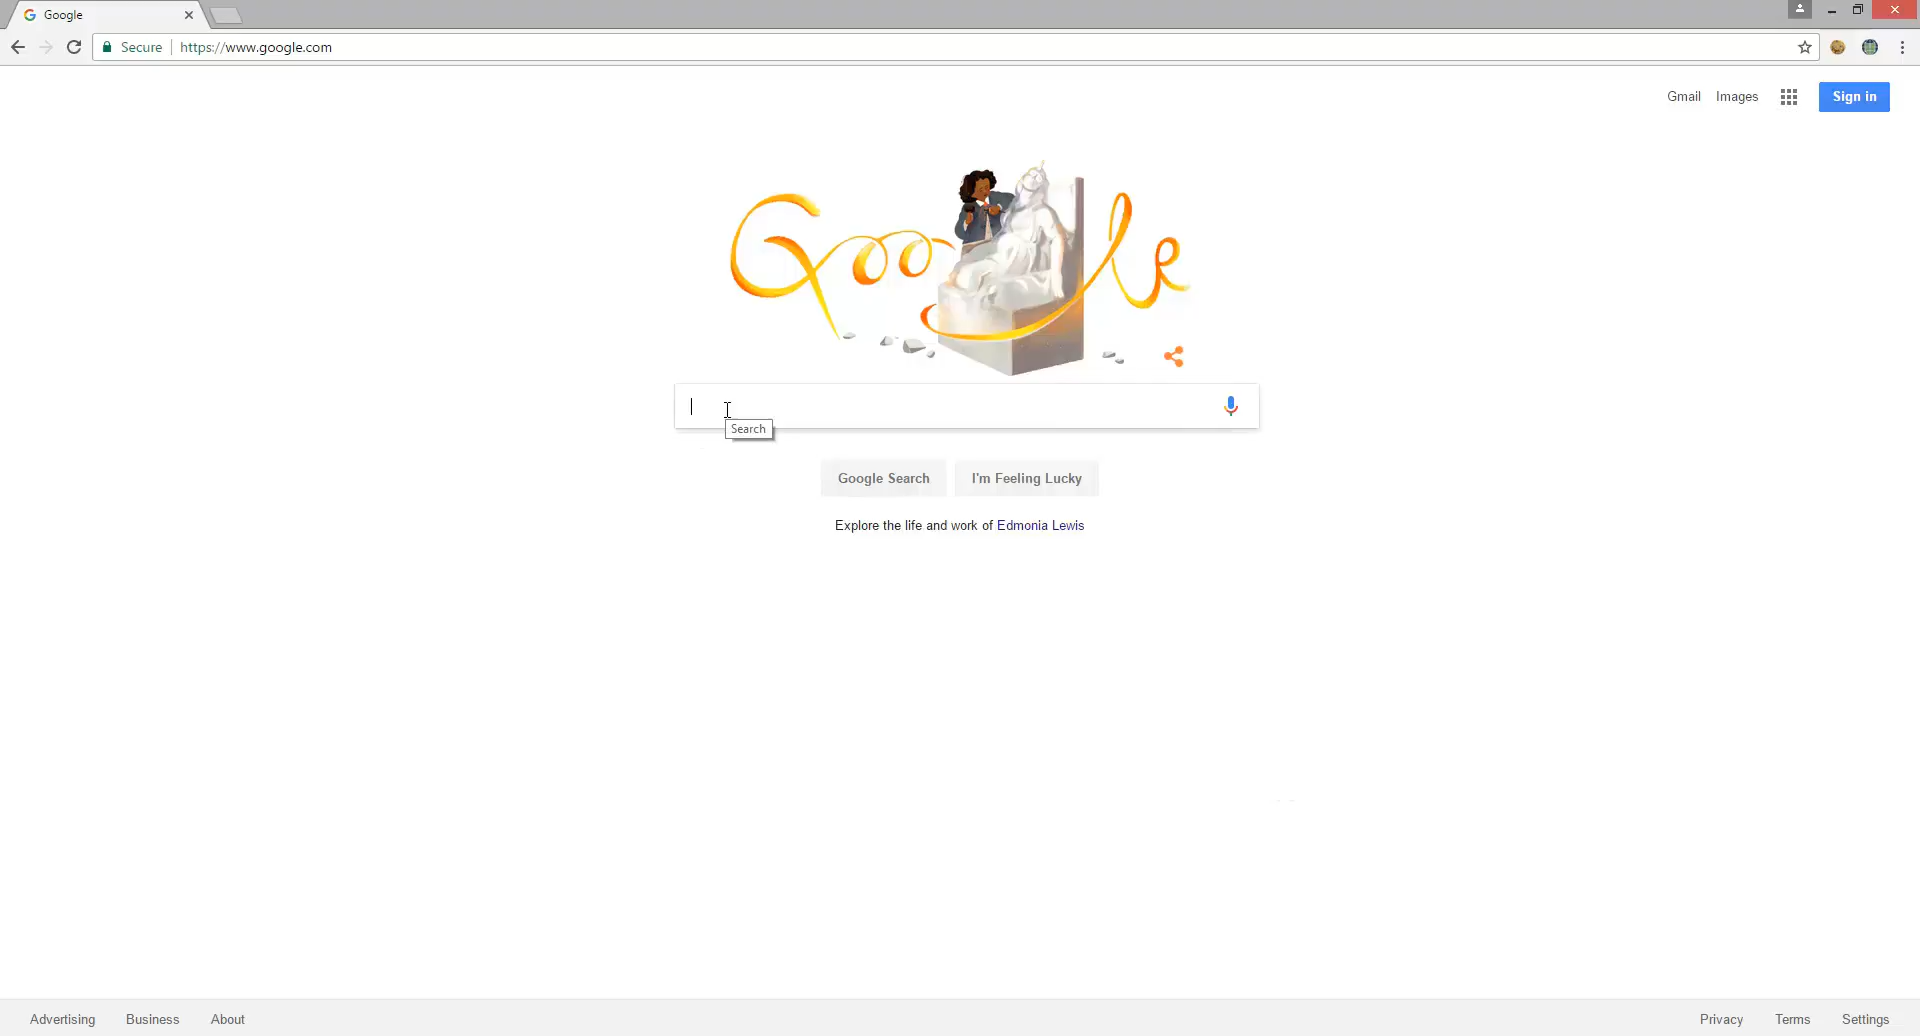 Google
Secure
https://www.google.com
Gmail
Images
Sign in
Google
Search
Google Search
I'm Feeling Lucky
Explore the life and work of Edmonia Lewis
Advertising
Business
About
Privacy
Terms
Settings